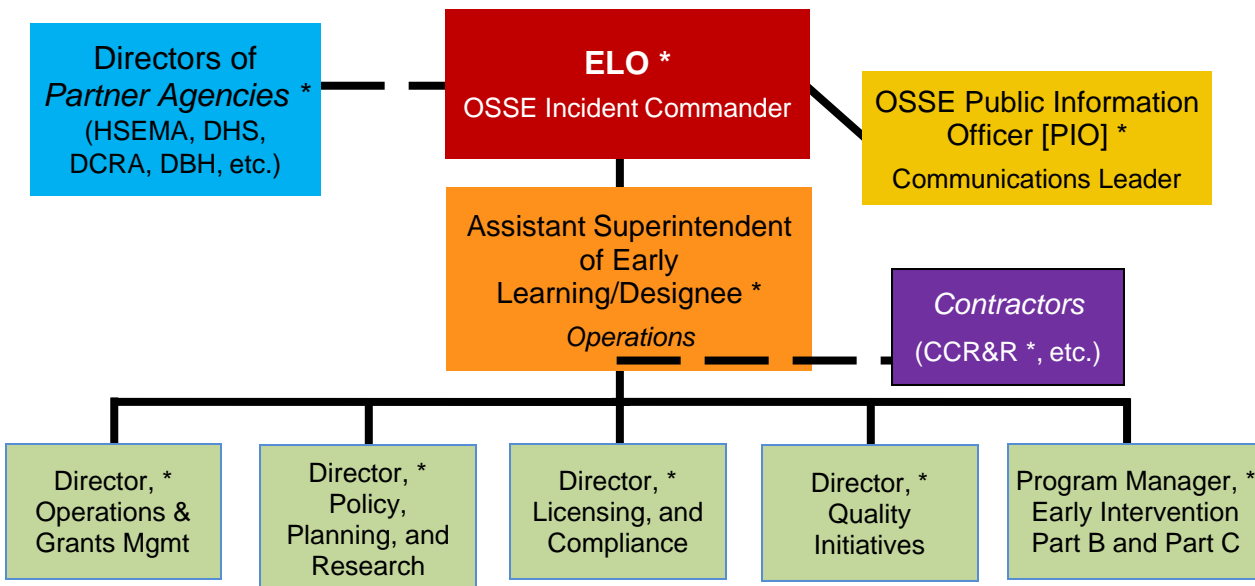 Directors of
Partner Agencies *
(HSEMA, DHS,
DCRA, DBH, etc.)
ELO *
OSSE Incident Commander
OSSE Public Information
Officer [PIO] *
Communications Leader
Assistant Superintendent
of Early
Learning/Designee *
Operations
Contractors
(CCR&R *, etc.)
Director, *
Operations &
Grants Mgmt
Director, *
Policy,
Planning, and
Research
Director, *
Licensing, and
Compliance
Director, *
Quality
Initiatives
Program Manager, *
Early Intervention
Part B and Part C